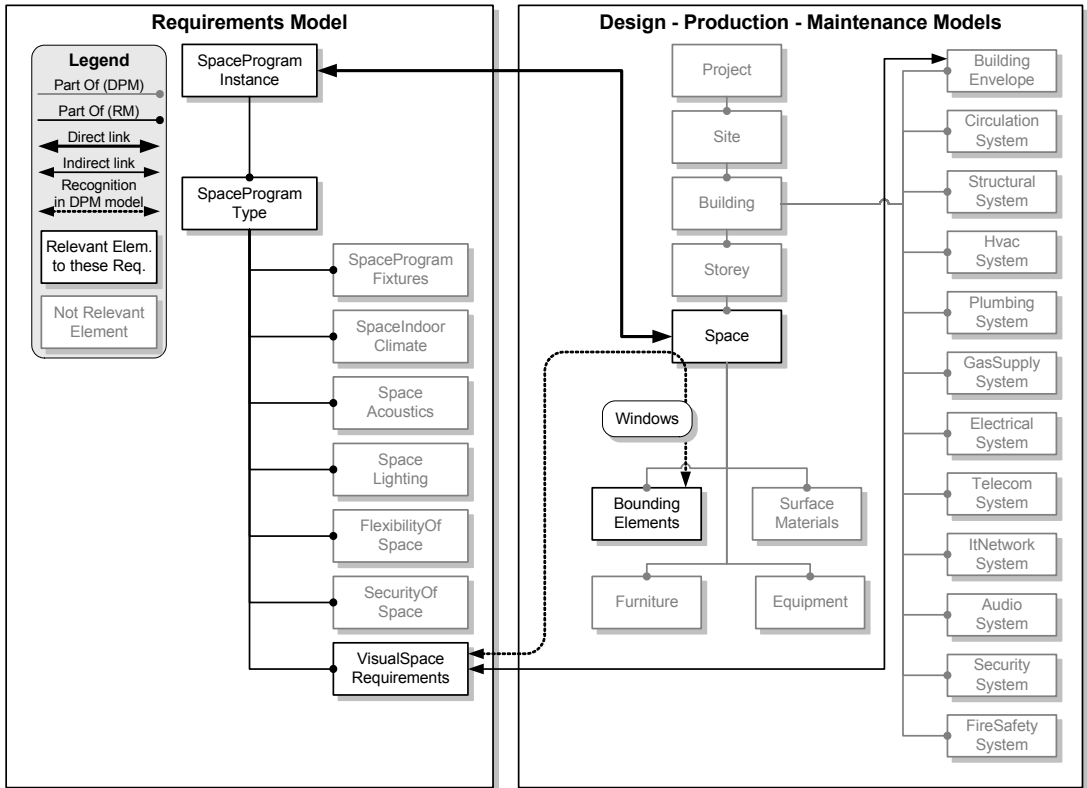 Requirements Model
Legend
Part Of (DPM)
Part Of (RM)
Direct link
Indirect link
Recognition
in DPM model
Relevant Elem.
to these Req.
Not Relevant
Element
SpaceProgram
Instance
SpaceProgram
Type
SpaceProgram
Fixtures
SpaceIndoor
Climate
Space
Acoustics
Space
Lighting
FlexibilityOf
Space
SecurityOf
Space
VisualSpace
Requirements
Design - Production - Maintenance Models
Project
Site
Building
Storey
Space
Windows
Bounding
Elements
Surface
Materials
Furniture
Equipment
Building
Envelope
Circulation
System
Structural
System
Hvac
System
Plumbing
System
GasSupply
System
Electrical
System
Telecom
System
ItNetwork
System
Audio
System
Security
System
FireSafety
System